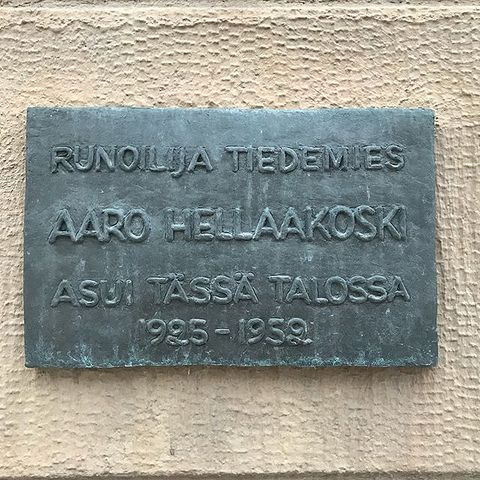 RUNOILIJA TIEDEMIES
AARO HELLAAKOSKI
ASUI TÄSSÄ TALOSSA
1925 - 1952